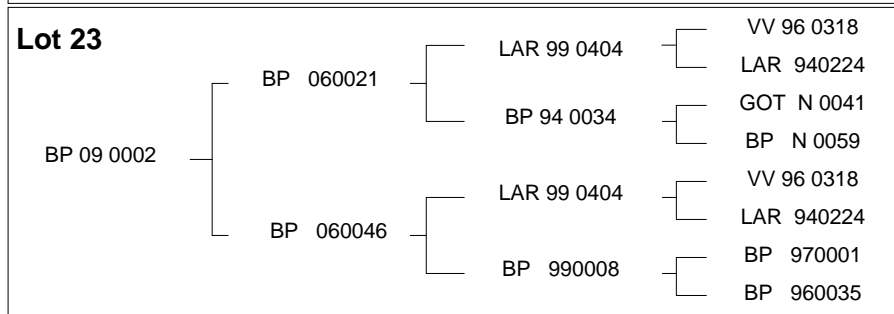 Lot 23
VV 96 0318
LAR 99 0404
LAR 940224
BP 060021
GOT N 0041
BP 94 0034
BP N 0059
BP 09 0002
VV 96 0318
LAR 99 0404
LAR 940224
BP 060046
BP 970001
BP 990008
BP 960035